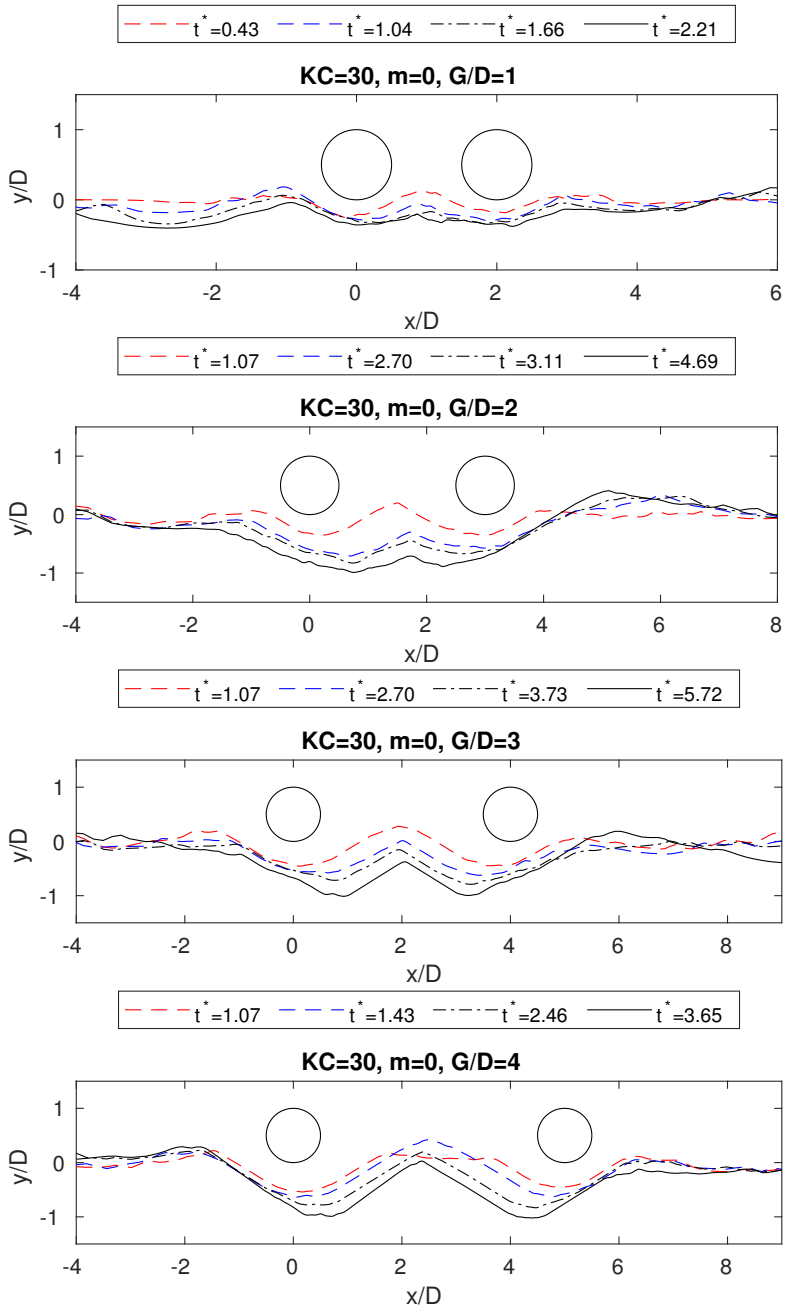 t*=0.43 t*=1.04 t*=1.66 t*=2.21
KC=30, m=0, G/D=1
y/D
1
0
-1
-4 -2 0 2 4 6
x/D
t*=1.07 t*=2.70 t*=3.11 t*=4.69
KC=30, m=0, G/D=2
y/D
1
0
-1
-4 -2 0 2 4 6 8
x/D
t*=1.07 t*=2.70 t*=3.73 t*=5.72
KC=30, m=0, G/D=3
y/D
1
0
-1
-4 -2 0 2 4 6 8
x/D
t*=1.07 t*=1.43 t*=2.46 t*=3.65
KC=30, m=0, G/D=4
y/D
1
0
-1
-4 -2 0 2 4 6 8
x/D